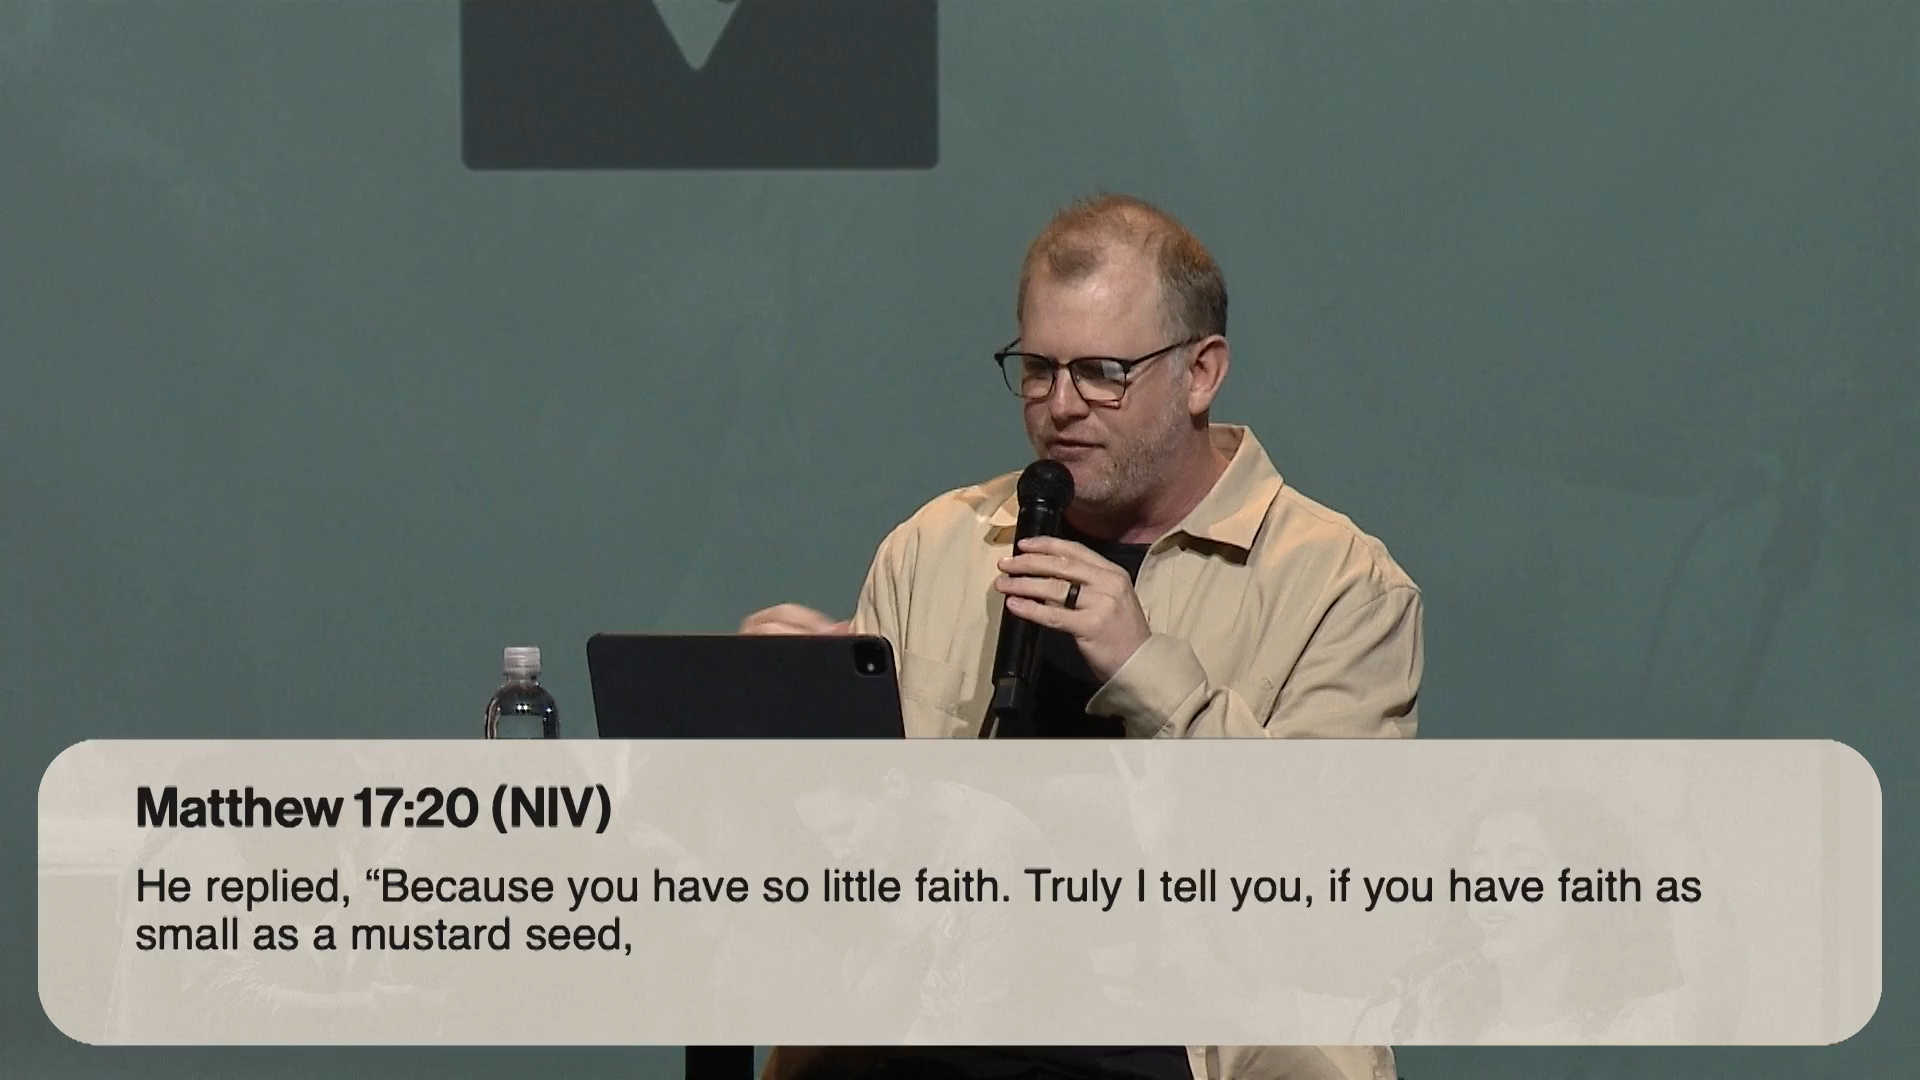 Matthew 17:20 (NIV)
He replied, “Because you have so little faith. Truly I tell you, if you have faith as
small as a mustard seed,